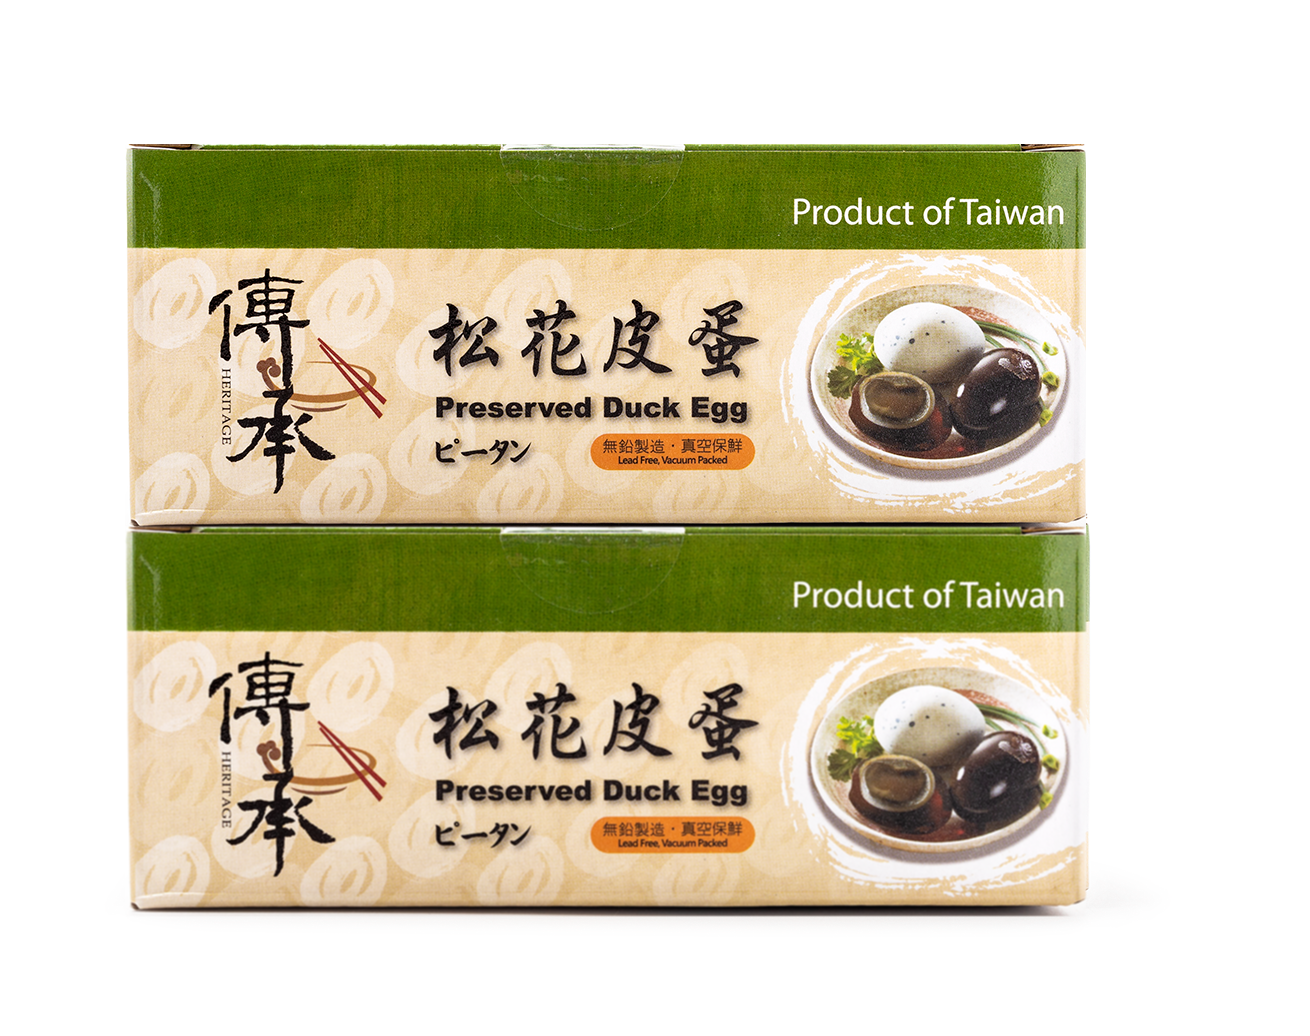 Product of Taiwan
傳承
HERITAGE
松花皮蛋
Preserved Duck Egg
ピータン
無鉛製造・真空保鮮
Lead Free, Vacuum Packed
Product of Taiwan
傳承
HERITAGE
松花皮蛋
Preserved Duck Egg
ピータン
無鉛製造・真空保鮮
Lead Free, Vacuum Packed